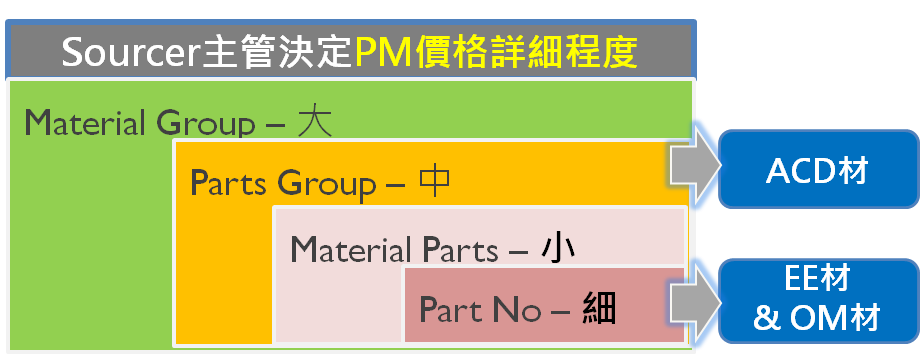 Sourcer主管決定PM價格詳細程度
Material Group – 大
Parts Group – 中
ACD材
Material Parts – 小
EE材
& OM材
Part No – 細